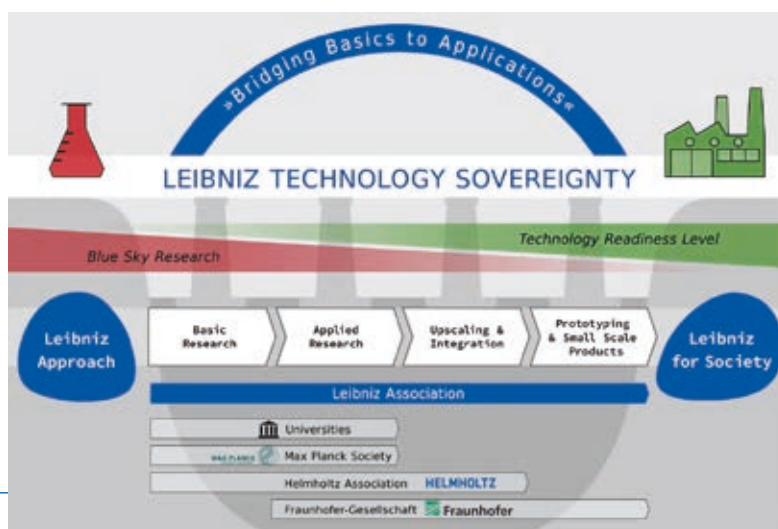 »Bridging Basics to Applications«
LEIBNIZ TECHNOLOGY SOVEREIGNTY
Technology Readiness Level
Blue Sky Research
Leibniz
Approach
Basic
Research
Applied
Research
Upscaling &
Integration
Prototyping
& Small Scale
Products
Leibniz
for Society
Leibniz Association
Universities
MAX PLANCK Max Planck Society
Helmholtz Association HELMHOLTZ
Fraunhofer-Gesellschaft Fraunhofer